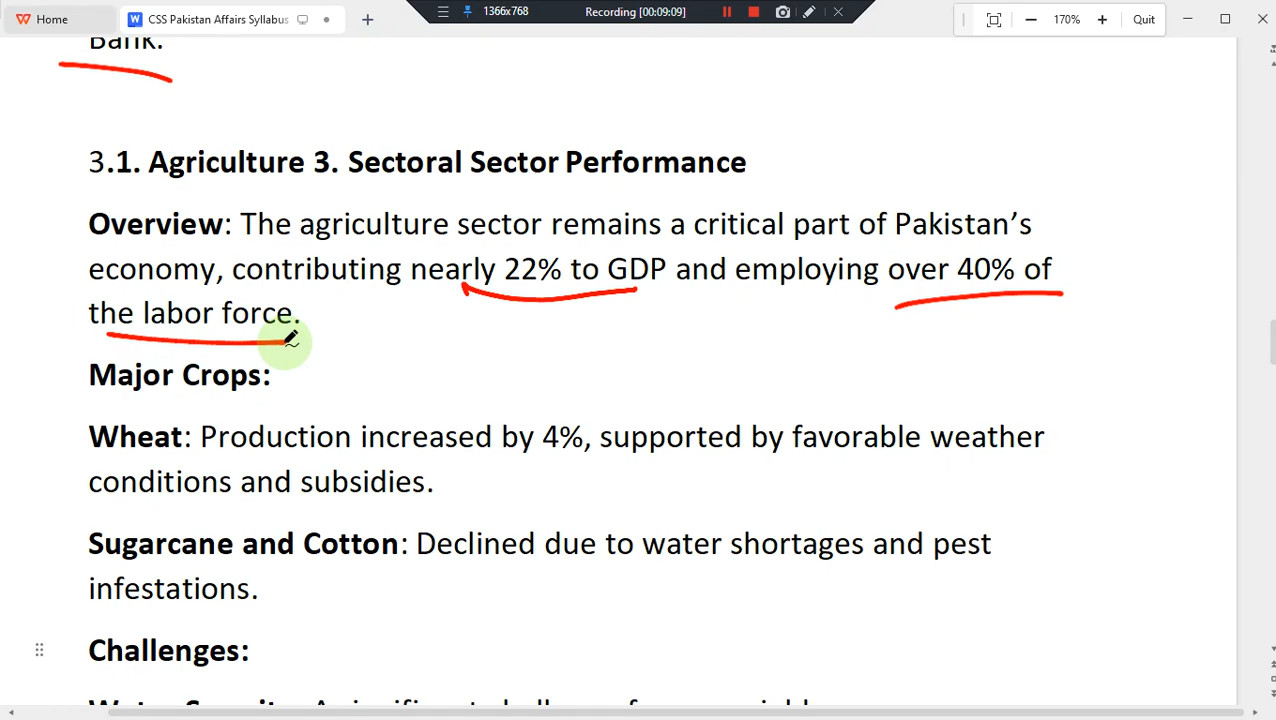 Home
CSS Pakistan Affairs Syllabus
1366x768
Recording [00:09:09]
170%
Quit
Bank.
3.1. Agriculture 3. Sectoral Sector Performance
Overview: The agriculture sector remains a critical part of Pakistan’s
economy, contributing nearly 22% to GDP and employing over 40% of
the labor force.
Major Crops:
Wheat: Production increased by 4%, supported by favorable weather
conditions and subsidies.
Sugarcane and Cotton: Declined due to water shortages and pest
infestations.
Challenges: